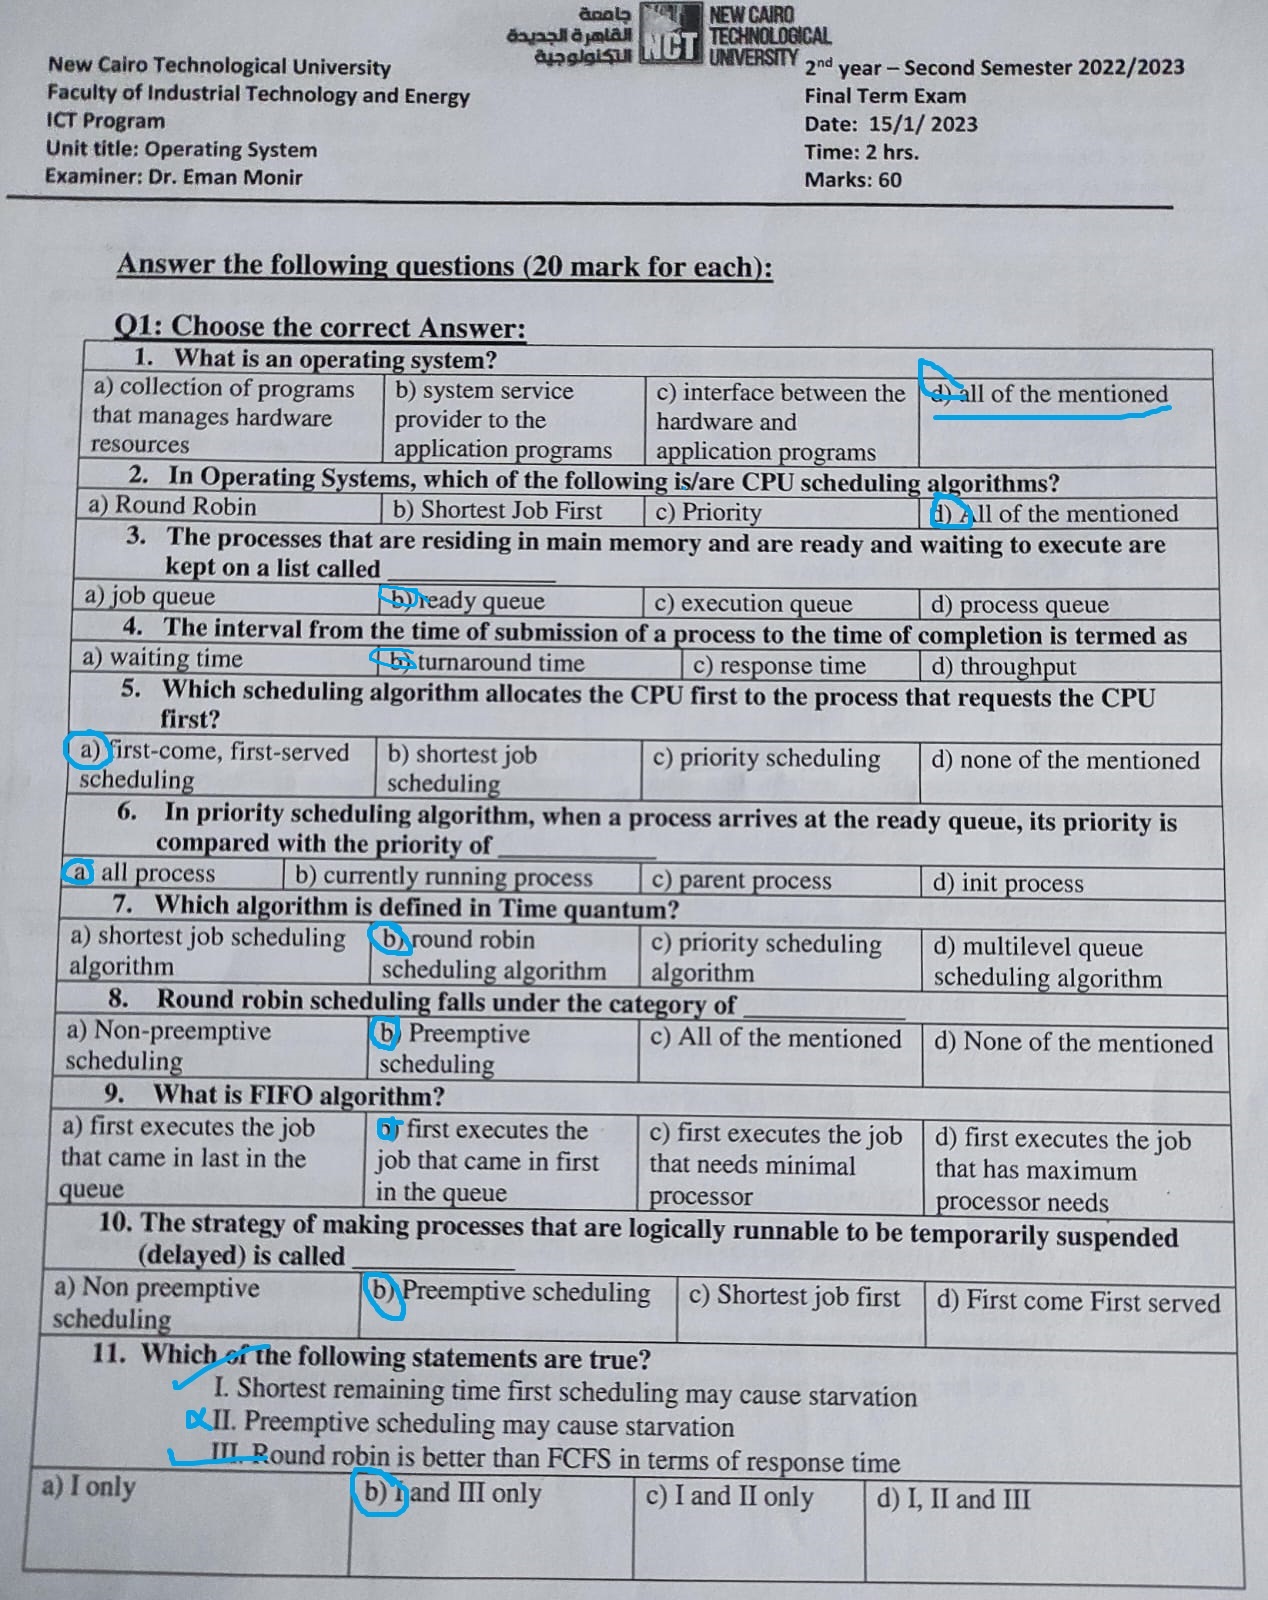 جامعة
القاهرة الجديدة
التكنولوجية
NCT
NEW CAIRO
TECHNOLOGICAL
UNIVERSITY
New Cairo Technological University
Faculty of Industrial Technology and Energy
ICT Program
Unit title: Operating System
Examiner: Dr. Eman Monir
2nd year – Second Semester 2022/2023
Final Term Exam
Date: 15/1/ 2023
Time: 2 hrs.
Marks: 60
Answer the following questions (20 mark for each):
Q1: Choose the correct Answer:
1. What is an operating system?
a) collection of programs
that manages hardware
resources
b) system service
provider to the
application programs
c) interface between the
hardware and
application programs
d) all of the mentioned
2. In Operating Systems, which of the following is/are CPU scheduling algorithms?
a) Round Robin
b) Shortest Job First
c) Priority
d) All of the mentioned
3. The processes that are residing in main memory and are ready and waiting to execute are
kept on a list called ____________
a) job queue
b) ready queue
c) execution queue
d) process queue
4. The interval from the time of submission of a process to the time of completion is termed as
a) waiting time
b) turnaround time
c) response time
d) throughput
5. Which scheduling algorithm allocates the CPU first to the process that requests the CPU
first?
a) first-come, first-served
scheduling
b) shortest job
scheduling
c) priority scheduling
d) none of the mentioned
6. In priority scheduling algorithm, when a process arrives at the ready queue, its priority is
compared with the priority of ____________
a) all process
b) currently running process
c) parent process
d) init process
7. Which algorithm is defined in Time quantum?
a) shortest job scheduling
algorithm
b) round robin
scheduling algorithm
c) priority scheduling
algorithm
d) multilevel queue
scheduling algorithm
8. Round robin scheduling falls under the category of ____________
a) Non-preemptive
scheduling
b) Preemptive
scheduling
c) All of the mentioned
d) None of the mentioned
9. What is FIFO algorithm?
a) first executes the job
that came in last in the
queue
b) first executes the
job that came in first
in the queue
c) first executes the job
that needs minimal
processor
d) first executes the job
that has maximum
processor needs
10. The strategy of making processes that are logically runnable to be temporarily suspended
(delayed) is called ____________
a) Non preemptive
scheduling
b) Preemptive scheduling
c) Shortest job first
d) First come First served
11. Which of the following statements are true?
I. Shortest remaining time first scheduling may cause starvation
II. Preemptive scheduling may cause starvation
III. Round robin is better than FCFS in terms of response time
a) I only
b) I and III only
c) I and II only
d) I, II and III